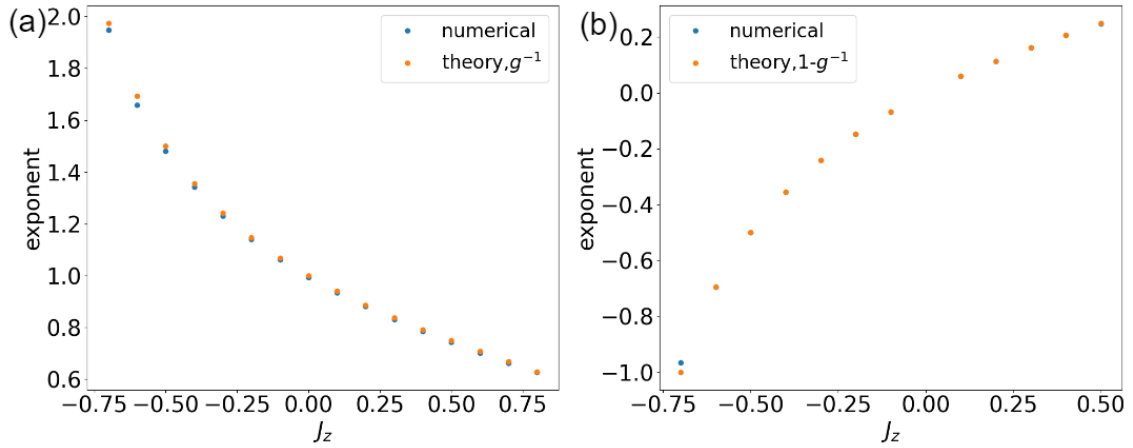 (a)
exponent
2.0
1.8
1.6
1.4
1.2
1.0
0.8
0.6
numerical
theory,g⁻¹
−0.75 −0.50 −0.25 0.00 0.25 0.50 0.75
J_z
(b)
exponent
0.2
0.0
−0.2
−0.4
−0.6
−0.8
−1.0
numerical
theory,1-g⁻¹
−0.75 −0.50 −0.25 0.00 0.25 0.50
J_z